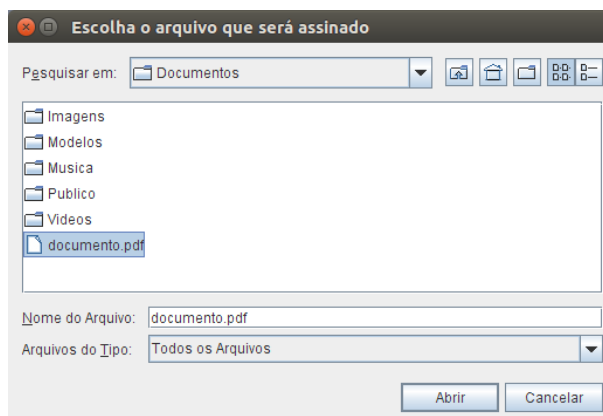 Escolha o arquivo que será assinado
Pesquisar em: Documentos
Imagens
Modelos
Musica
Publico
Videos
documento.pdf
Nome do Arquivo: documento.pdf
Arquivos do Tipo: Todos os Arquivos
Abrir Cancelar